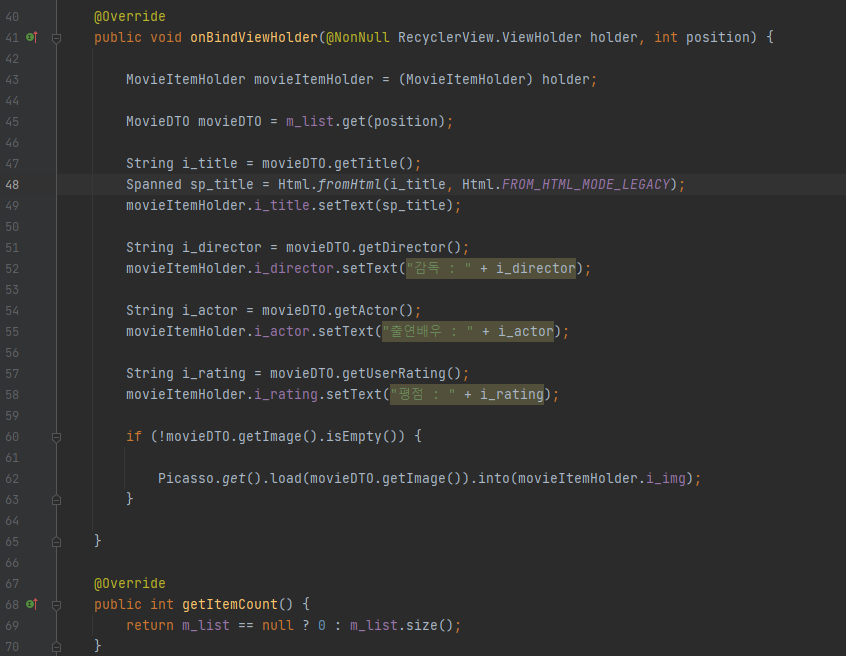 40 @Override
41 public void onBindViewHolder(@NonNull RecyclerView.ViewHolder holder, int position) {
42
43 MovieItemHolder movieItemHolder = (MovieItemHolder) holder;
44
45 MovieDTO movieDTO = m_list.get(position);
46
47 String i_title = movieDTO.getTitle();
48 Spanned sp_title = Html.fromHtml(i_title, Html.FROM_HTML_MODE_LEGACY);
49 movieItemHolder.i_title.setText(sp_title);
50
51 String i_director = movieDTO.getDirector();
52 movieItemHolder.i_director.setText("감독 : " + i_director);
53
54 String i_actor = movieDTO.getActor();
55 movieItemHolder.i_actor.setText("출연배우 : " + i_actor);
56
57 String i_rating = movieDTO.getUserRating();
58 movieItemHolder.i_rating.setText("평점 : " + i_rating);
59
60 if (!movieDTO.getImage().isEmpty()) {
61
62 Picasso.get().load(movieDTO.getImage()).into(movieItemHolder.i_img);
63 }
64
65 }
66
67 @Override
68 public int getItemCount() {
69 return m_list == null ? 0 : m_list.size();
70 }